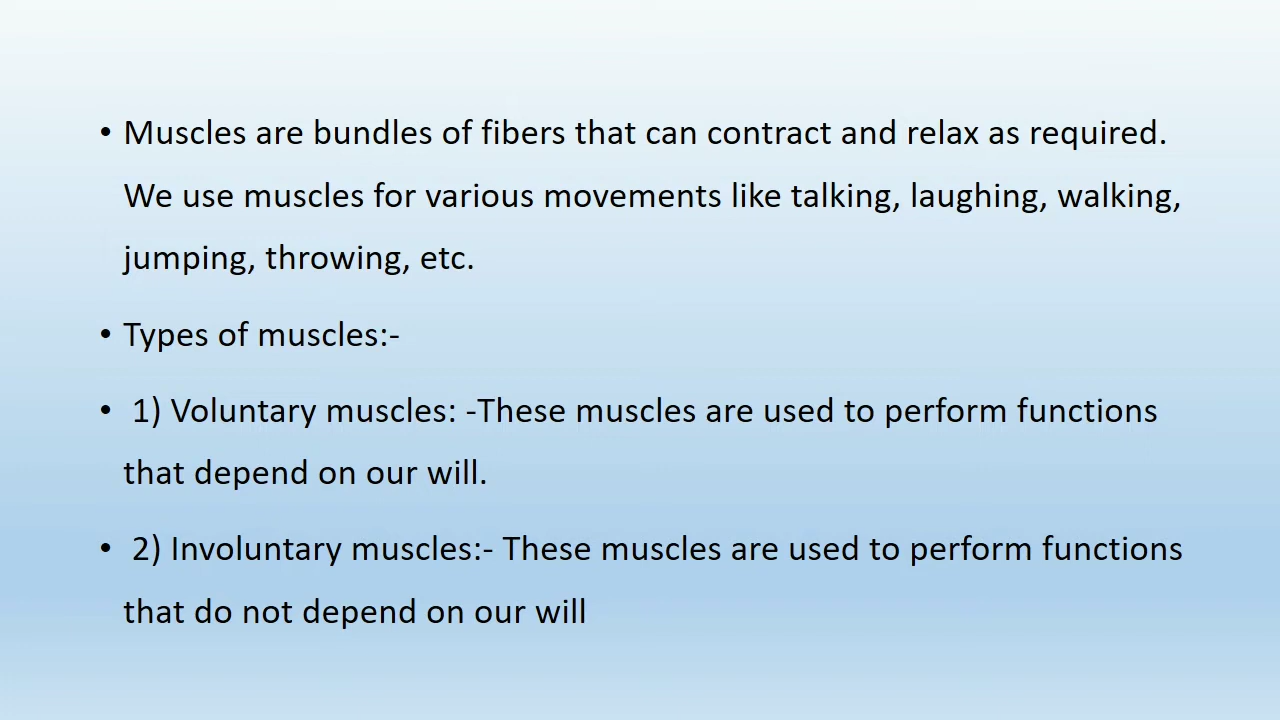 • Muscles are bundles of fibers that can contract and relax as required.
We use muscles for various movements like talking, laughing, walking,
jumping, throwing, etc.
• Types of muscles:-
• 1) Voluntary muscles: -These muscles are used to perform functions
that depend on our will.
• 2) Involuntary muscles:- These muscles are used to perform functions
that do not depend on our will